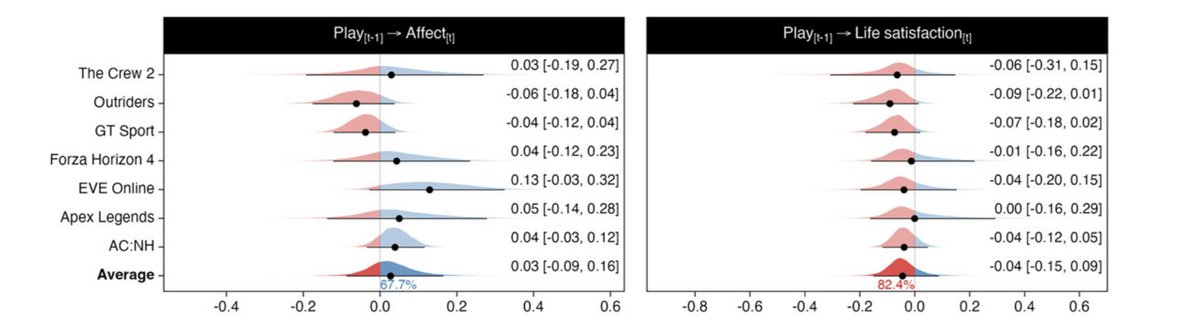 Play[t-1] → Affect[t]
Play[t-1] → Life satisfaction[t]
The Crew 2
0.03 [-0.19, 0.27]
-0.06 [-0.31, 0.15]
Outriders
-0.06 [-0.18, 0.04]
-0.09 [-0.22, 0.01]
GT Sport
-0.04 [-0.12, 0.04]
-0.07 [-0.18, 0.02]
Forza Horizon 4
0.04 [-0.12, 0.23]
-0.01 [-0.16, 0.22]
EVE Online
0.13 [-0.03, 0.32]
-0.04 [-0.20, 0.15]
Apex Legends
0.05 [-0.14, 0.28]
0.00 [-0.16, 0.29]
AC:NH
0.04 [-0.03, 0.12]
-0.04 [-0.12, 0.05]
Average
0.03 [-0.09, 0.16]
-0.04 [-0.15, 0.09]
67.7%
82.4%
-0.4 -0.2 0.0 0.2 0.4 0.6
-0.8 -0.6 -0.4 -0.2 0.0 0.2 0.4 0.6